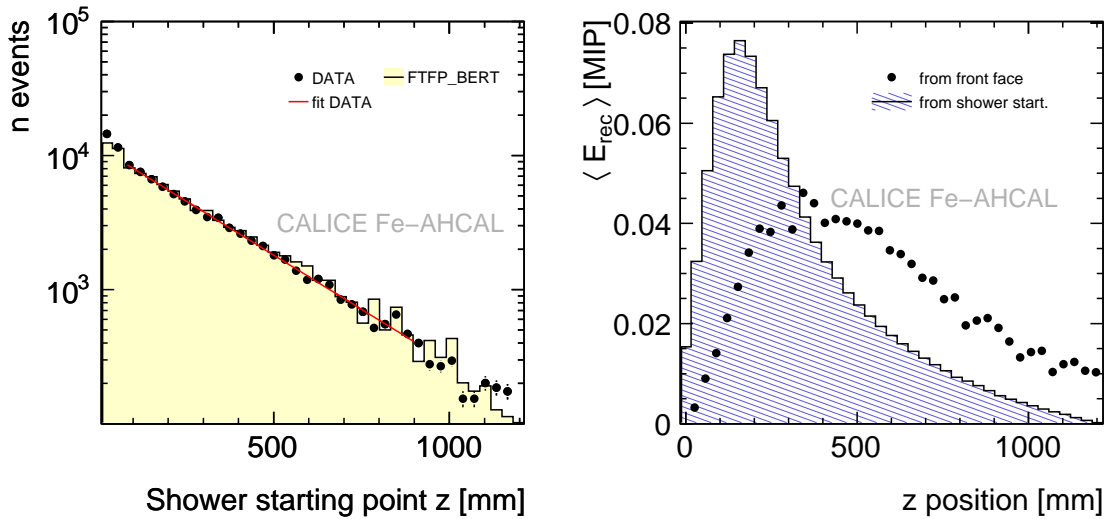 n events
10^5
10^4
10^3
DATA
FTFP_BERT
fit DATA
CALICE Fe−AHCAL
500
1000
Shower starting point z [mm]
⟨ E_rec ⟩ [MIP]
0.08
0.06
0.04
0.02
0
from front face
from shower start.
CALICE Fe−AHCAL
0
500
1000
z position [mm]